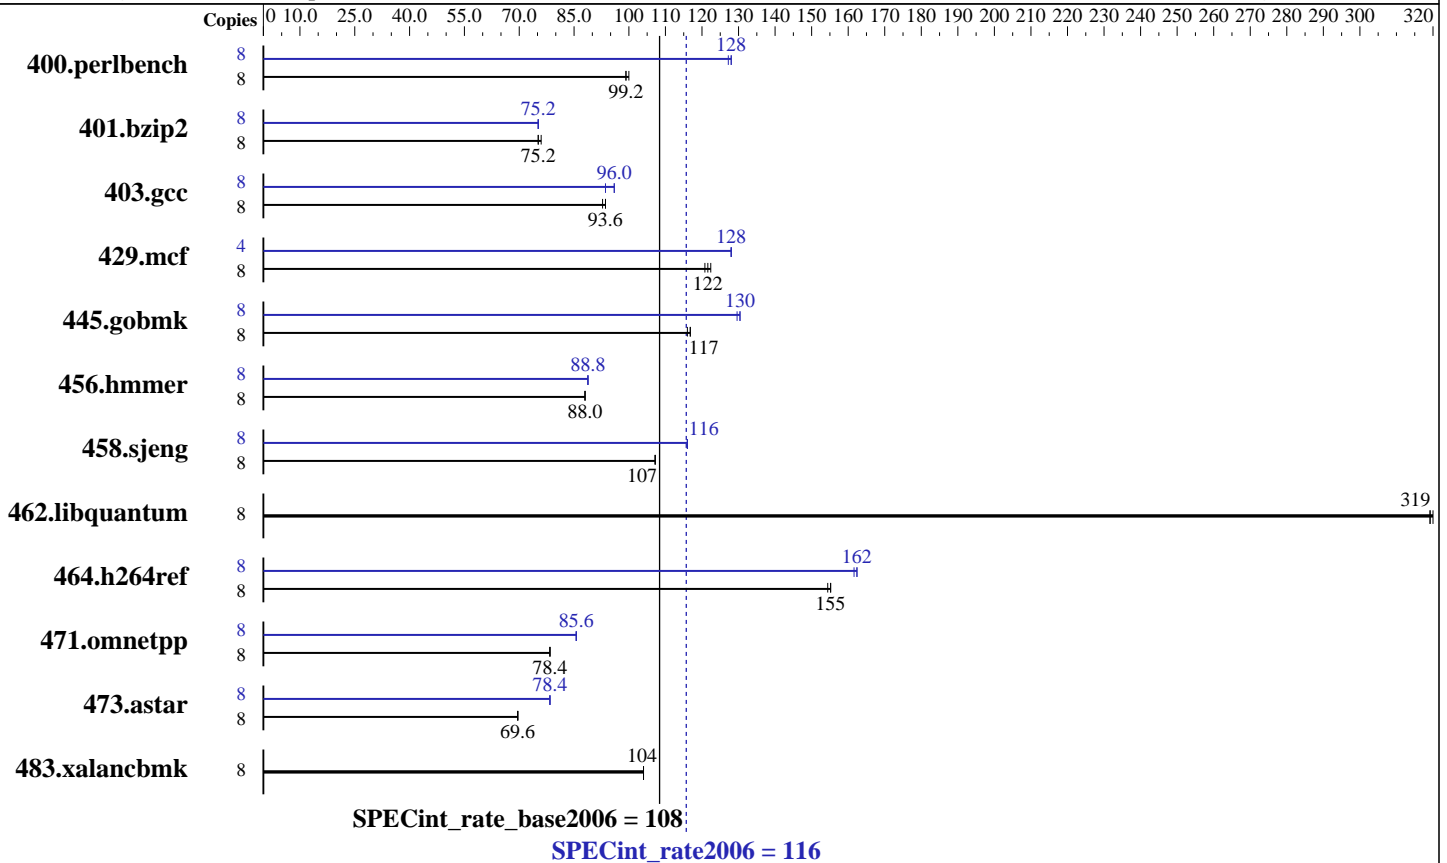 Copies 0 10.0 25.0 40.0 55.0 70.0 85.0 100 110 120 130 140 150 160 170 180 190 200 210 220 230 240 250 260 270 280 290 300 320
400.perlbench 8 128
8 99.2
401.bzip2 8 75.2
8 75.2
403.gcc 8 96.0
8 93.6
429.mcf 4 128
8 122
445.gobmk 8 130
8 117
456.hmmer 8 88.8
8 88.0
458.sjeng 8 116
8 107
462.libquantum 8 319
464.h264ref 8 162
8 155
471.omnetpp 8 85.6
8 78.4
473.astar 8 78.4
8 69.6
483.xalancbmk 8 104
SPECint_rate_base2006 = 108
SPECint_rate2006 = 116